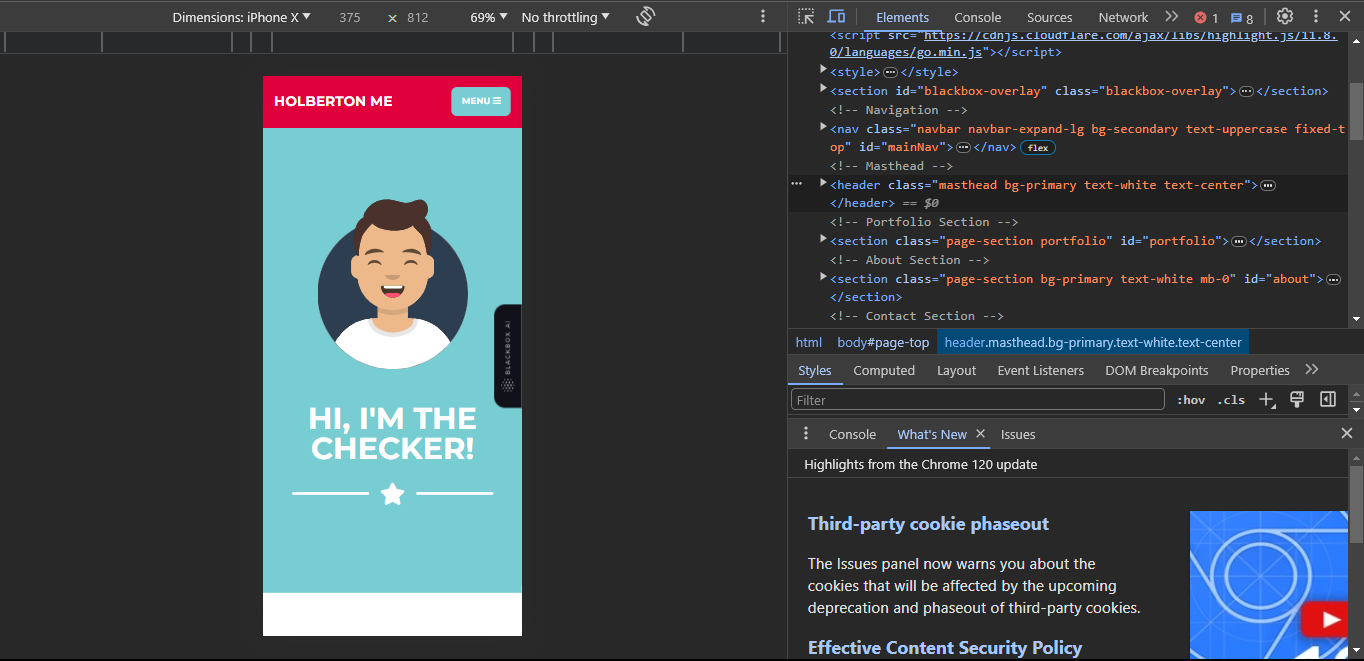 Dimensions: iPhone X ▼ 375 × 812 69% ▼ No throttling ▼
Elements Console Sources Network 1 8
HOLBERTON ME
MENU
BLACKBOX AI
HI, I'M THE
CHECKER!
<script src="https://cdnjs.cloudflare.com/ajax/libs/highlight.js/11.8.
0/languages/go.min.js"></script>
<style>…</style>
<section id="blackbox-overlay" class="blackbox-overlay">…</section>
<!-- Navigation -->
<nav class="navbar navbar-expand-lg bg-secondary text-uppercase fixed-t
op" id="mainNav">…</nav> flex
<!-- Masthead -->
<header class="masthead bg-primary text-white text-center">…
</header> == $0
<!-- Portfolio Section -->
<section class="page-section portfolio" id="portfolio">…</section>
<!-- About Section -->
<section class="page-section bg-primary text-white mb-0" id="about">…
</section>
<!-- Contact Section -->
html body#page-top header.masthead.bg-primary.text-white.text-center
Styles Computed Layout Event Listeners DOM Breakpoints Properties
Filter :hov .cls
Console What's New Issues
Highlights from the Chrome 120 update
Third-party cookie phaseout
The Issues panel now warns you about the
cookies that will be affected by the upcoming
deprecation and phaseout of third-party cookies.
Effective Content Security Policy